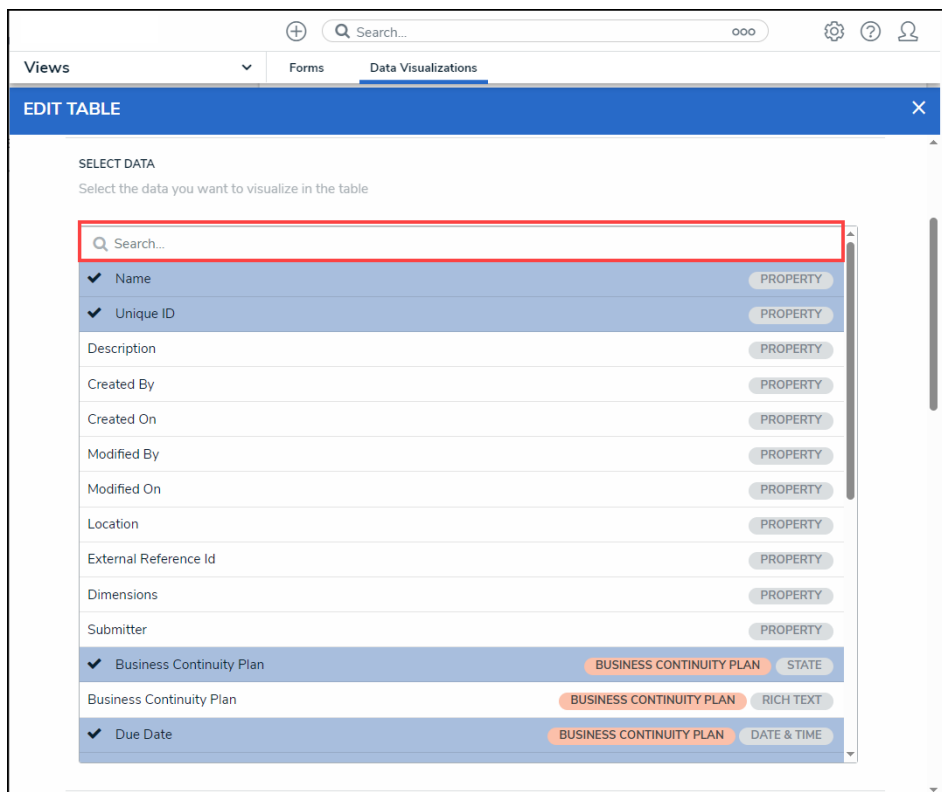 Search... ooo
Views Forms Data Visualizations
EDIT TABLE
SELECT DATA
Select the data you want to visualize in the table
Search...
Name PROPERTY
Unique ID PROPERTY
Description PROPERTY
Created By PROPERTY
Created On PROPERTY
Modified By PROPERTY
Modified On PROPERTY
Location PROPERTY
External Reference Id PROPERTY
Dimensions PROPERTY
Submitter PROPERTY
Business Continuity Plan BUSINESS CONTINUITY PLAN STATE
Business Continuity Plan BUSINESS CONTINUITY PLAN RICH TEXT
Due Date BUSINESS CONTINUITY PLAN DATE & TIME